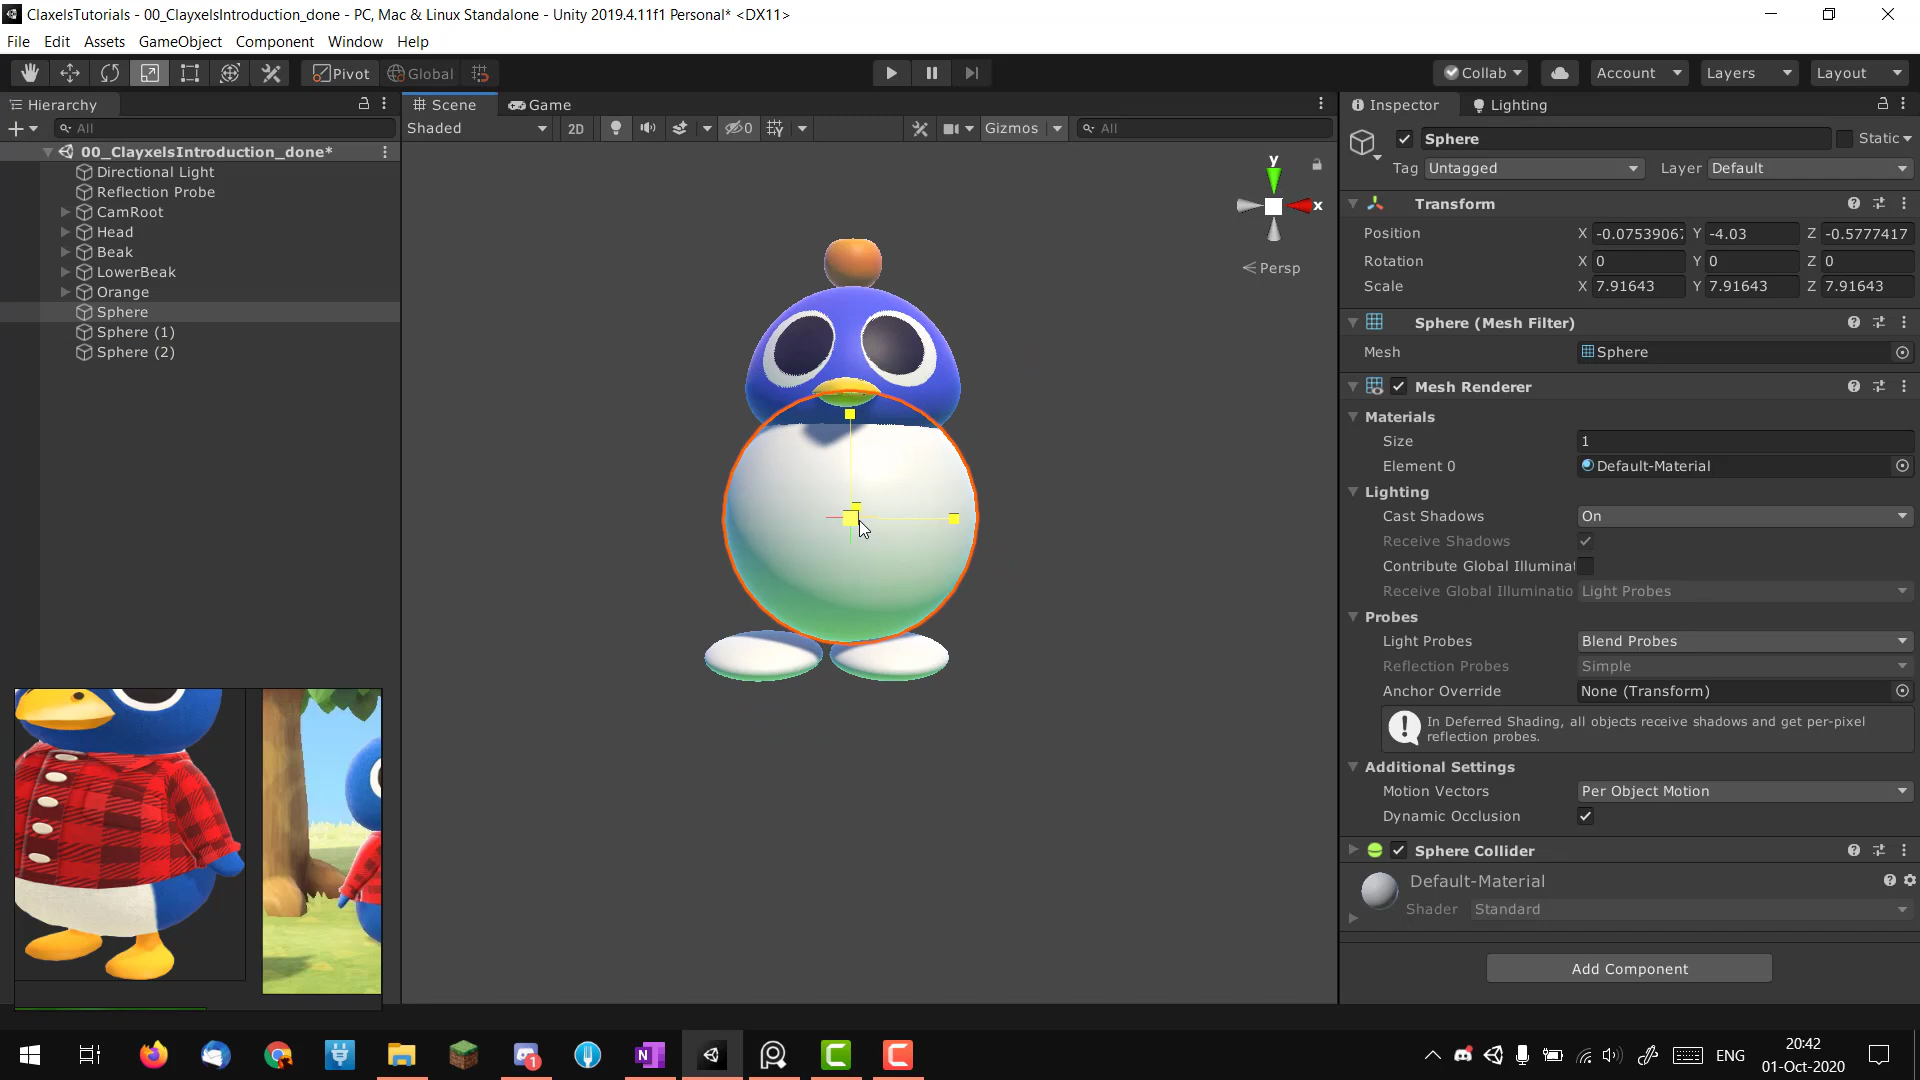 ClaxelsTutorials - 00_ClayxelsIntroduction_done - PC, Mac & Linux Standalone - Unity 2019.4.11f1 Personal* <DX11>
File Edit Assets GameObject Component Window Help
Pivot Global Collab Account Layers Layout
Hierarchy Scene Game Inspector Lighting
All Shaded 2D 0 Gizmos All
00_ClayxelsIntroduction_done*
Directional Light
Reflection Probe
CamRoot
Head
Beak
LowerBeak
Orange
Sphere
Sphere (1)
Sphere (2)
y
x
Persp
Sphere Static
Tag Untagged Layer Default
Transform
Position X -0.0753906 Y -4.03 Z -0.5777417
Rotation X 0 Y 0 Z 0
Scale X 7.91643 Y 7.91643 Z 7.91643
Sphere (Mesh Filter)
Mesh Sphere
Mesh Renderer
Materials
Size 1
Element 0 Default-Material
Lighting
Cast Shadows On
Receive Shadows
Contribute Global Illuminat
Receive Global Illuminatio Light Probes
Probes
Light Probes Blend Probes
Reflection Probes Simple
Anchor Override None (Transform)
In Deferred Shading, all objects receive shadows and get per-pixel
reflection probes.
Additional Settings
Motion Vectors Per Object Motion
Dynamic Occlusion
Sphere Collider
Default-Material
Shader Standard
Add Component
ENG
20:42
01-Oct-2020